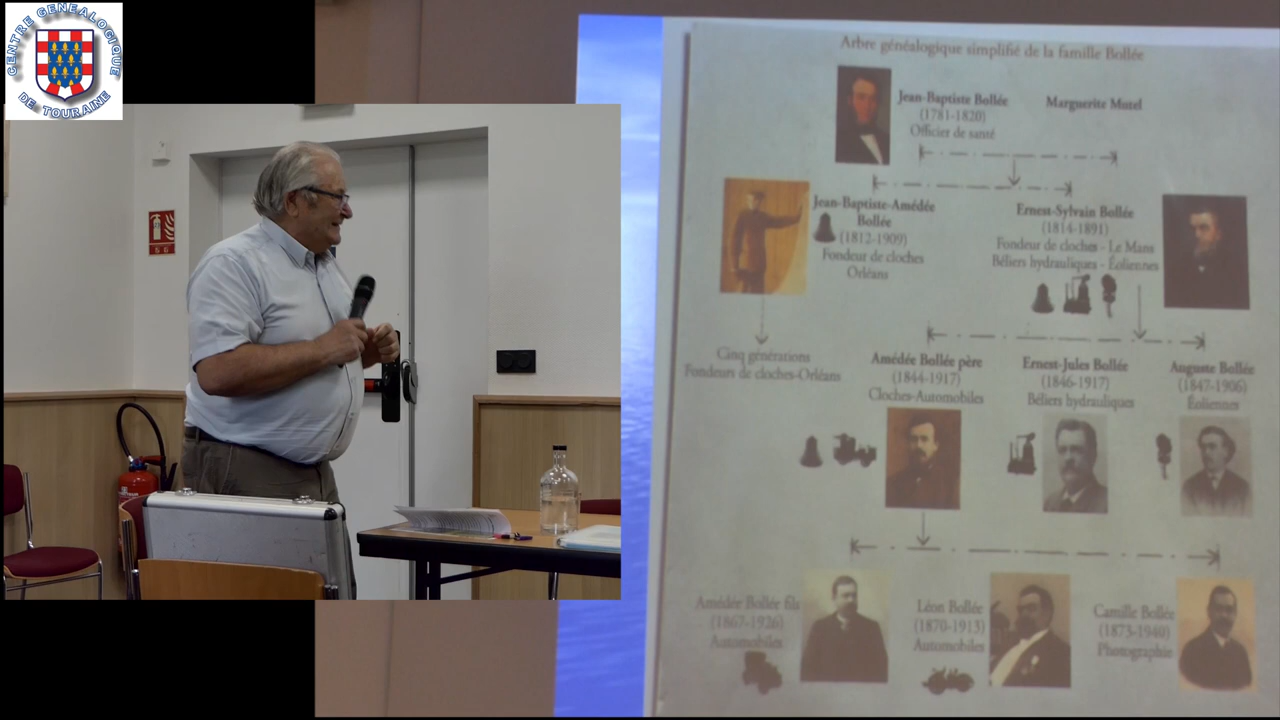 CENTRE GENEALOGIQUE
DE TOURAINE
Arbre généalogique simplifié de la famille Bollée
Jean-Baptiste Bollée
(1781-1820)
Officier de santé
Marguerite Mutel
Jean-Baptiste-Amédée
Bollée
(1812-1909)
Fondeur de cloches
Orléans
Ernest-Sylvain Bollée
(1814-1891)
Fondeur de cloches - Le Mans
Béliers hydrauliques - Éoliennes
Cinq générations
Fondeurs de cloches-Orléans
Amédée Bollée père
(1844-1917)
Cloches-Automobiles
Ernest-Jules Bollée
(1846-1917)
Béliers hydrauliques
Auguste Bollée
(1847-1906)
Éoliennes
Amédée Bollée fils
(1867-1926)
Automobiles
Léon Bollée
(1870-1913)
Automobiles
Camille Bollée
(1873-1940)
Photographie